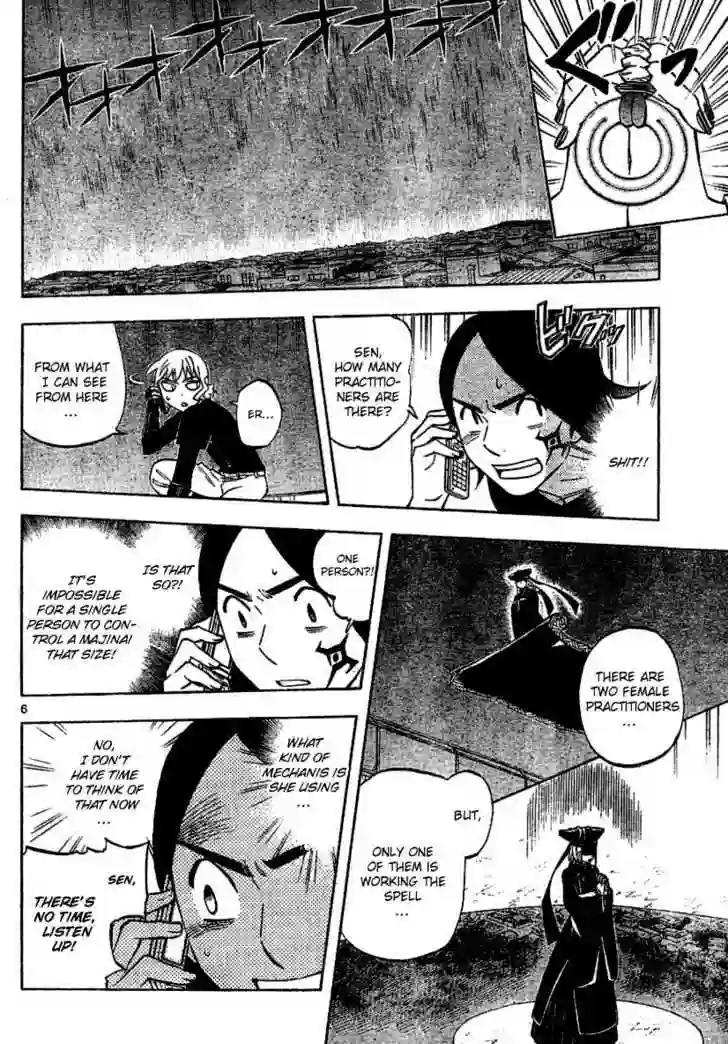 オオオオオオオ
ぐっ
SEN,
HOW MANY
PRACTITIO-
NERS ARE
THERE?
ビクッ
SHIT!!
ER...
FROM WHAT
I CAN SEE
FROM HERE
...
THERE ARE
TWO FEMALE
PRACTITIONERS
...
BUT,
ONLY ONE
OF THEM IS
WORKING THE
SPELL
...
ONE
PERSON?!
IS THAT
SO?!
IT'S
IMPOSSIBLE
FOR A SINGLE
PERSON TO CON-
TROL A MAJINAI
THAT SIZE!
6
WHAT
KIND OF
MECHANIS IS
SHE USING
...
NO,
I DON'T
HAVE TIME
TO THINK OF
THAT NOW
...
SEN,
THERE'S
NO TIME,
LISTEN
UP!